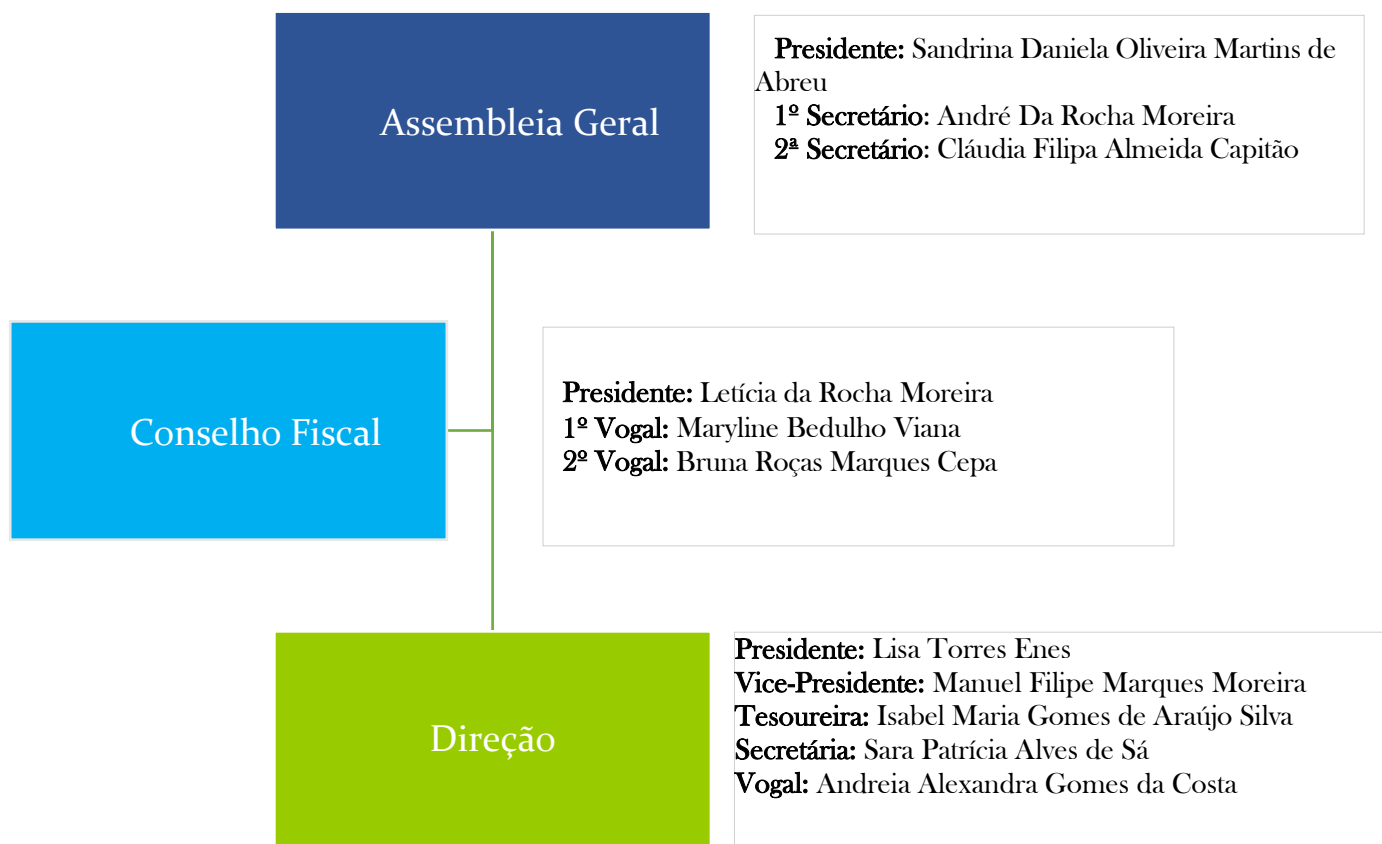 Assembleia Geral
Presidente: Sandrina Daniela Oliveira Martins de
Abreu
1º Secretário: André Da Rocha Moreira
2ª Secretário: Cláudia Filipa Almeida Capitão
Conselho Fiscal
Presidente: Letícia da Rocha Moreira
1º Vogal: Maryline Bedulho Viana
2º Vogal: Bruna Roças Marques Cepa
Direção
Presidente: Lisa Torres Enes
Vice-Presidente: Manuel Filipe Marques Moreira
Tesoureira: Isabel Maria Gomes de Araújo Silva
Secretária: Sara Patrícia Alves de Sá
Vogal: Andreia Alexandra Gomes da Costa